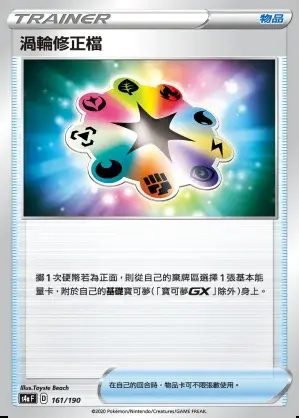 TRAINER
物品
渦輪修正檔
擲1次硬幣若為正面,則從自己的棄牌區選擇1張基本能
量卡,附於自己的基礎寶可夢(「寶可夢GX」除外)身上。
Illus.Toyste Beach
s4a F D 161/190
在自己的回合時,物品卡可不限張數使用。
©2020 Pokémon/Nintendo/Creatures/GAME FREAK.